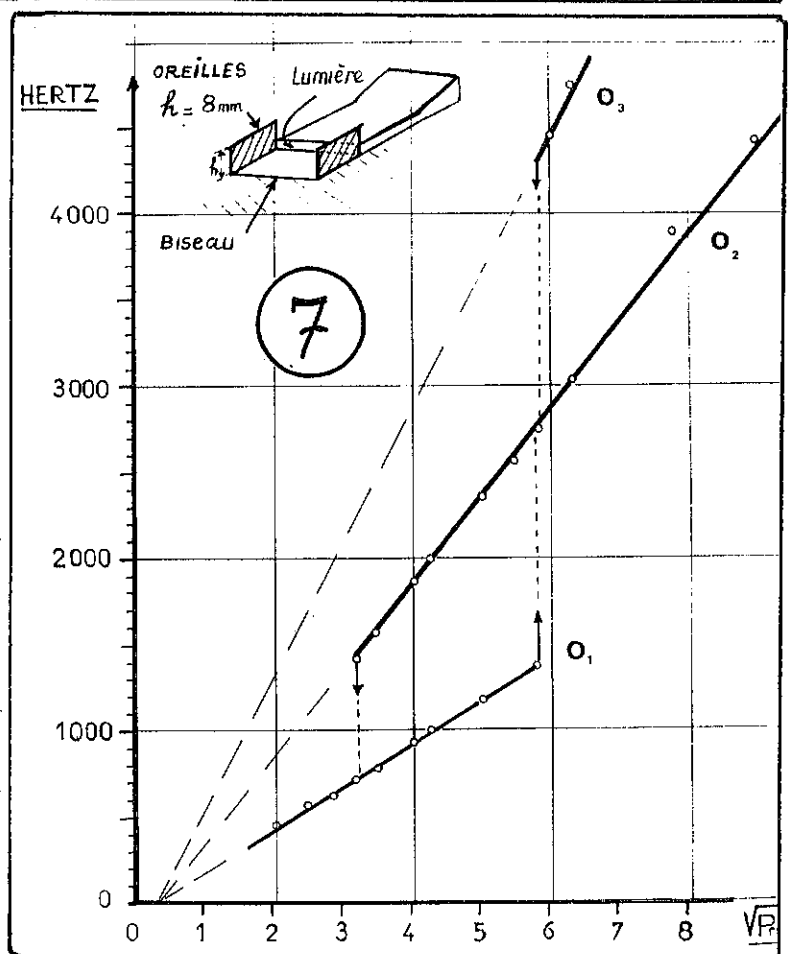 HERTZ
OREILLES
h = 8mm
Lumière
h
Biseau
7
O₃
O₂
O₁
4000
3000
2000
1000
0
0 1 2 3 4 5 6 7 8